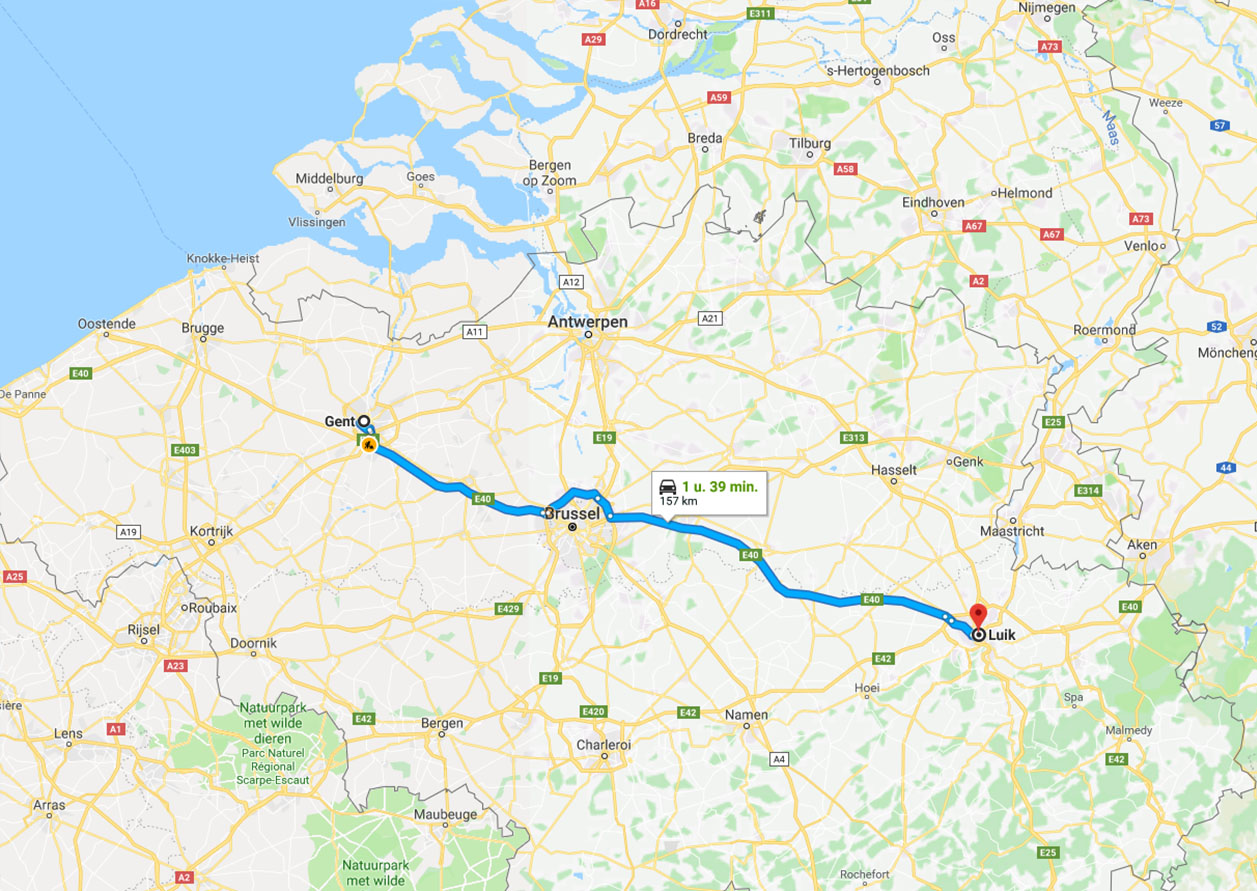 A16
E311
Nijmegen
Dordrecht
A29
Oss
A73
's-Hertogenbosch
A59
Weeze
57
Maas
Breda
Tilburg
A58
Bergen
op Zoom
Middelburg
Goes
Helmond
Eindhoven
Vlissingen
A73
A67
A67
Venlo
Knokke-Heist
A12
A2
Oostende
Brugge
A11
Antwerpen
A21
Roermond
52
Möncheng
E40
De Panne
Gent
E25
E403
E19
E313
Hasselt
Genk
44
1 u. 39 min.
157 km
E314
E40
Brussel
A19
Kortrijk
Maastricht
Aken
E40
A25
Roubaix
E429
E40
E40
Rijsel
Luik
Doornik
A23
E42
E19
Hoei
Spa
Natuurpark
met wilde
dieren
Parc Naturel
Régional
Scarpe-Escaut
E42
Bergen
E420
E42
Namen
A1
Lens
Charleroi
A4
Malmedy
E42
Arras
Maubeuge
E25
Natuurpark
met wilde
A2
Rochefort